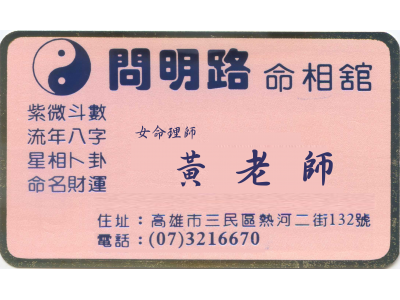 問明路 命相舘
紫微斗數
流年八字
星相卜卦
命名財運
女命理師
黃老師
住址：高雄市三民區熱河二街132號
電話：(07)3216670